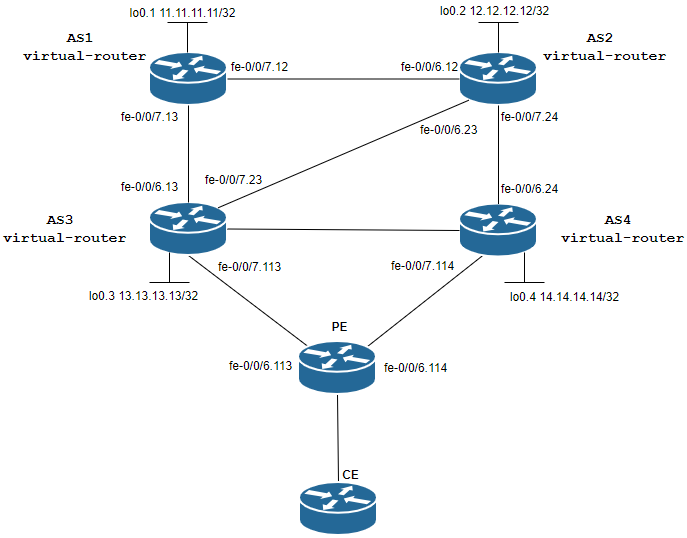 lo0.1 11.11.11.11/32
lo0.2 12.12.12.12/32
AS1
virtual-router
AS2
virtual-router
fe-0/0/7.12
fe-0/0/6.12
fe-0/0/7.13
fe-0/0/6.23
fe-0/0/7.24
fe-0/0/6.13
fe-0/0/7.23
fe-0/0/6.24
AS3
virtual-router
AS4
virtual-router
fe-0/0/7.113
fe-0/0/7.114
lo0.3 13.13.13.13/32
lo0.4 14.14.14.14/32
PE
fe-0/0/6.113
fe-0/0/6.114
CE